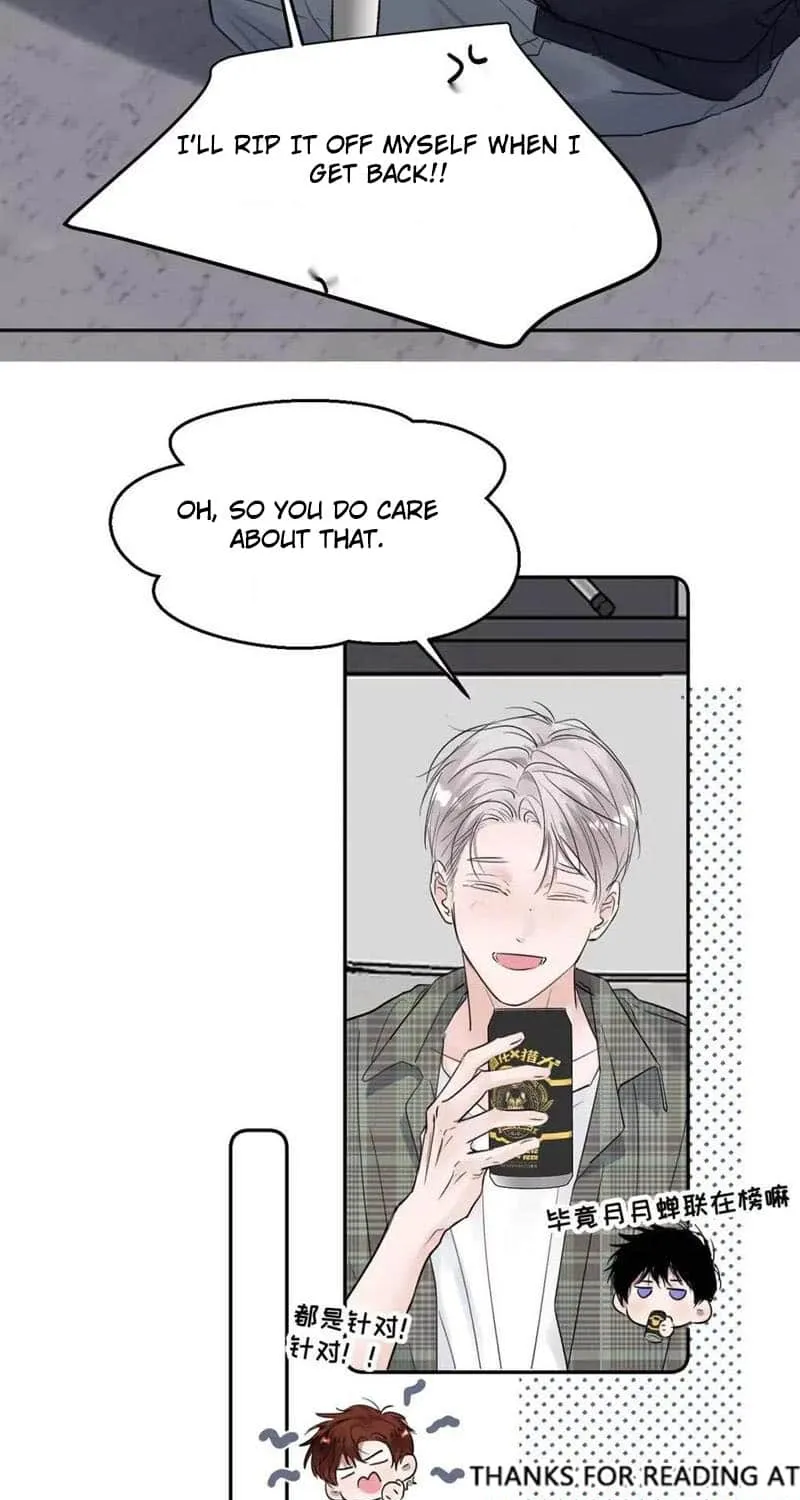 I'LL RIP IT OFF MYSELF WHEN I
GET BACK!!
OH, SO YOU DO CARE
ABOUT THAT.
毕竟月月蝉联在榜嘛
都是针对!
针对!!
THANKS FOR READING AT